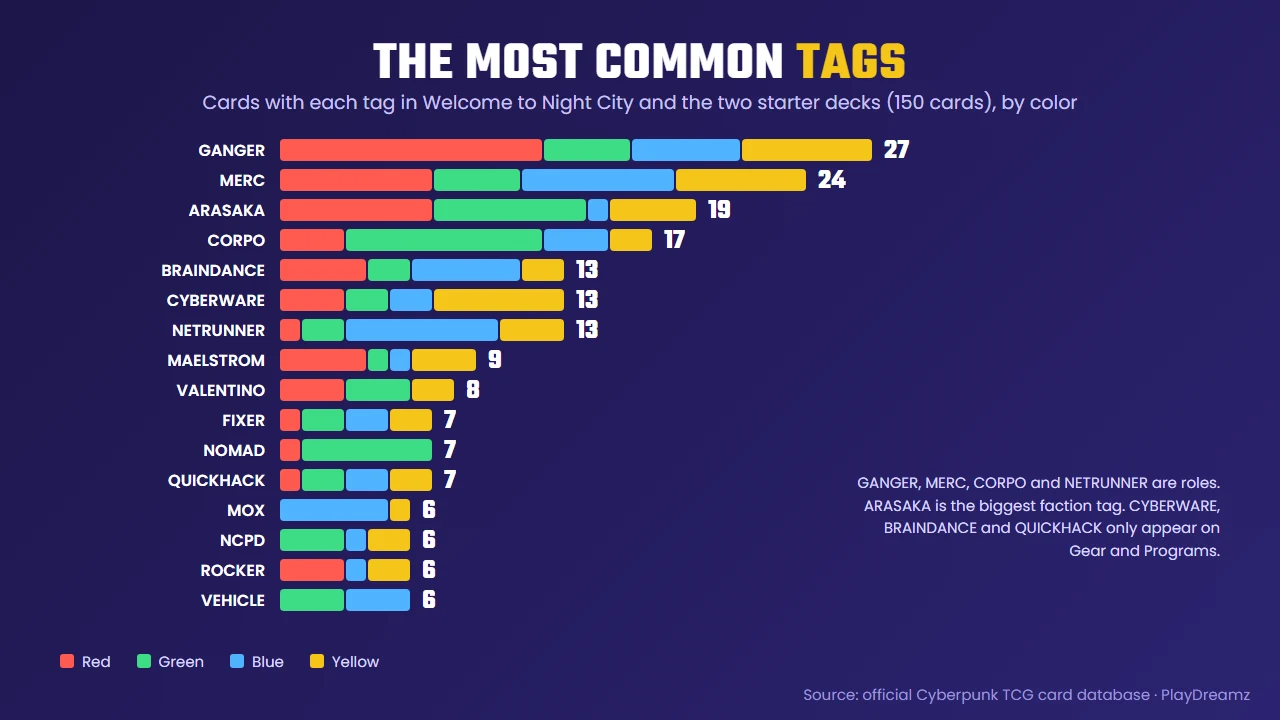 THE MOST COMMON TAGS
Cards with each tag in Welcome to Night City and the two starter decks (150 cards), by color
GANGER 27
MERC 24
ARASAKA 19
CORPO 17
BRAINDANCE 13
CYBERWARE 13
NETRUNNER 13
MAELSTROM 9
VALENTINO 8
FIXER 7
NOMAD 7
QUICKHACK 7
MOX 6
NCPD 6
ROCKER 6
VEHICLE 6
GANGER, MERC, CORPO and NETRUNNER are roles.
ARASAKA is the biggest faction tag. CYBERWARE,
BRAINDANCE and QUICKHACK only appear on
Gear and Programs.
Red Green Blue Yellow
Source: official Cyberpunk TCG card database · PlayDreamz